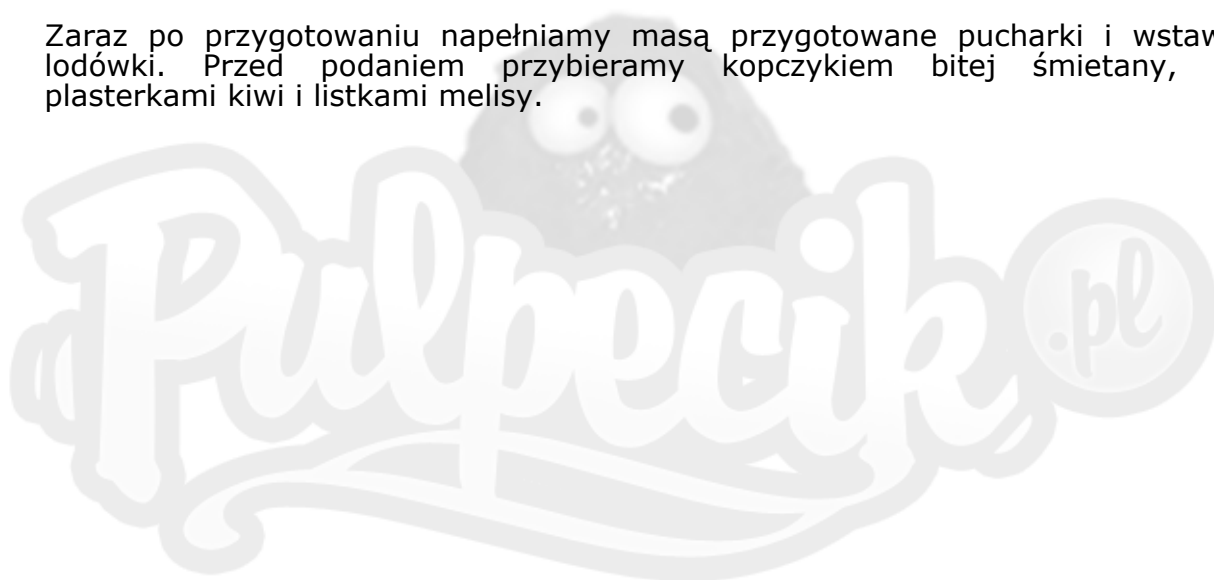 Zaraz po przygotowaniu napełniamy masą przygotowane pucharki i wstaw
lodówki. Przed podaniem przybieramy kopczykiem bitej śmietany,
plasterkami kiwi i listkami melisy.
Pulpecik .pl